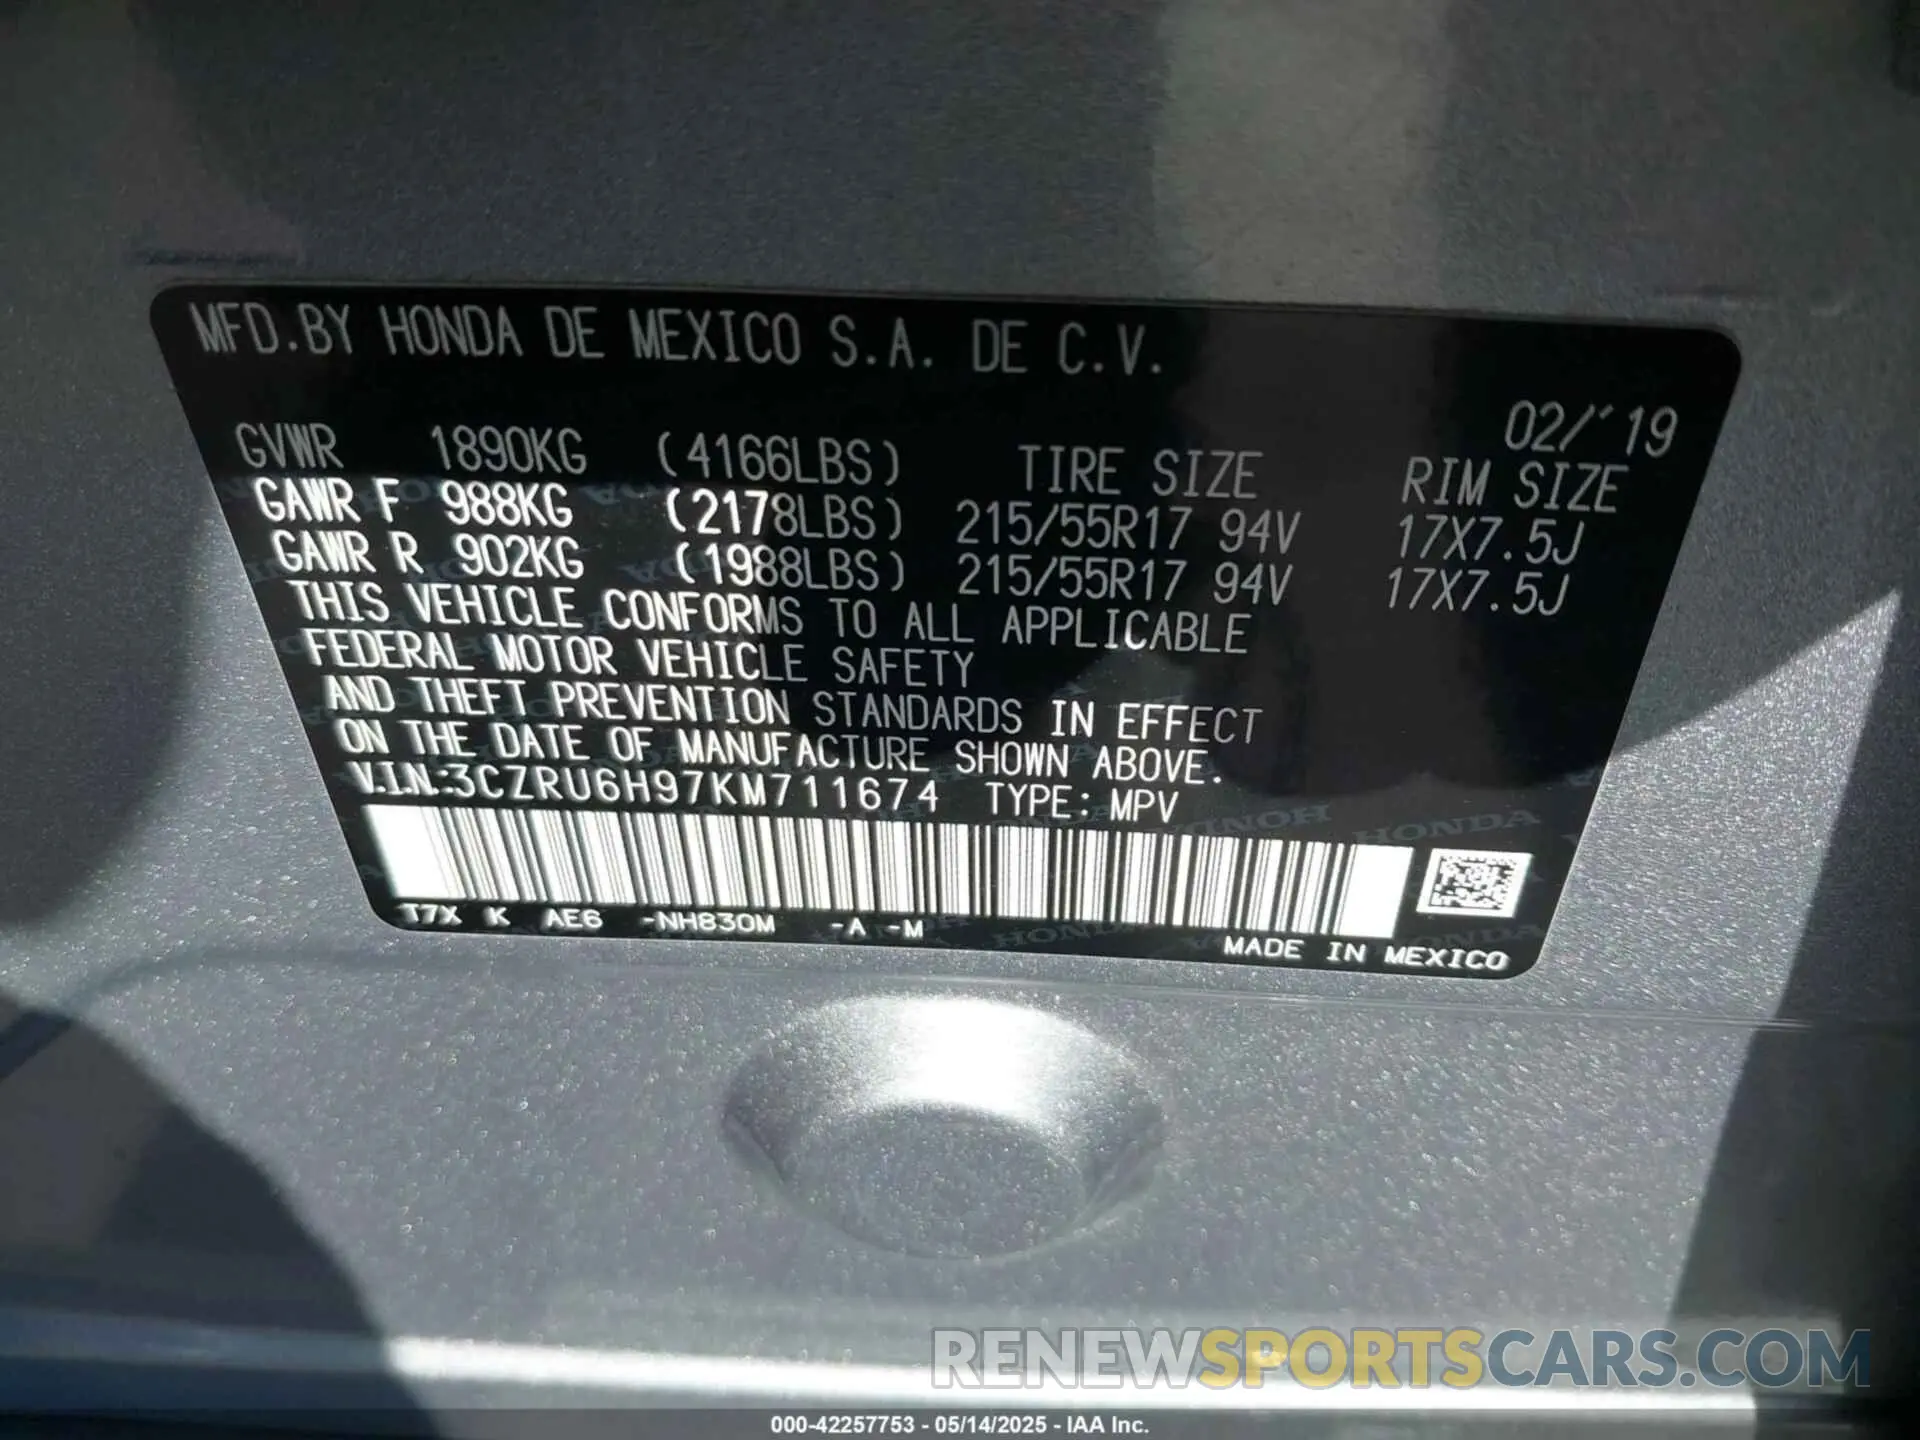 MFD.BY HONDA DE MEXICO S.A. DE C.V.
02/'19
GVWR 1890KG (4166LBS) TIRE SIZE RIM SIZE
GAWR F 988KG (2178LBS) 215/55R17 94V 17X7.5J
GAWR R 902KG (1988LBS) 215/55R17 94V 17X7.5J
THIS VEHICLE CONFORMS TO ALL APPLICABLE
FEDERAL MOTOR VEHICLE SAFETY
AND THEFT PREVENTION STANDARDS IN EFFECT
ON THE DATE OF MANUFACTURE SHOWN ABOVE.
V.I.N:3CZRU6H97KM711674 TYPE: MPV
T7X K AE6 -NH830M -A -M
MADE IN MEXICO
RENEWSPORTSCARS.COM
000-42257753 - 05/14/2025 - IAA Inc.